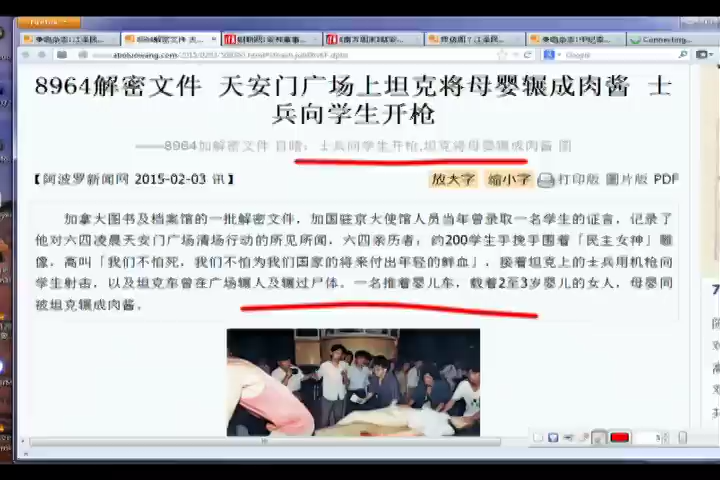 8964解密文件 天安门广场上坦克将母婴辗成肉酱 士
兵向学生开枪
——8964加解密文件 目睹：士兵向学生开枪,坦克将母婴辗成肉酱 图
【阿波罗新闻网 2015-02-03 讯】
放大字 缩小字 打印版 圖片版 PDF
加拿大图书及档案馆的一批解密文件，加国驻京大使馆人员当年曾录取一名学生的证言，记录了
他对六四凌晨天安门广场清场行动的所见所闻，六四亲历者，约200学生手挽手围着「民主女神」雕
像，高叫「我们不怕死，我们不怕为我们国家的将来付出年轻的鲜血」，接着坦克上的士兵用机枪向
学生射击，以及坦克车曾在广场辗人及辗过尸体。一名推着婴儿车，载着2至3岁婴儿的女人，母婴同
被坦克辗成肉酱。